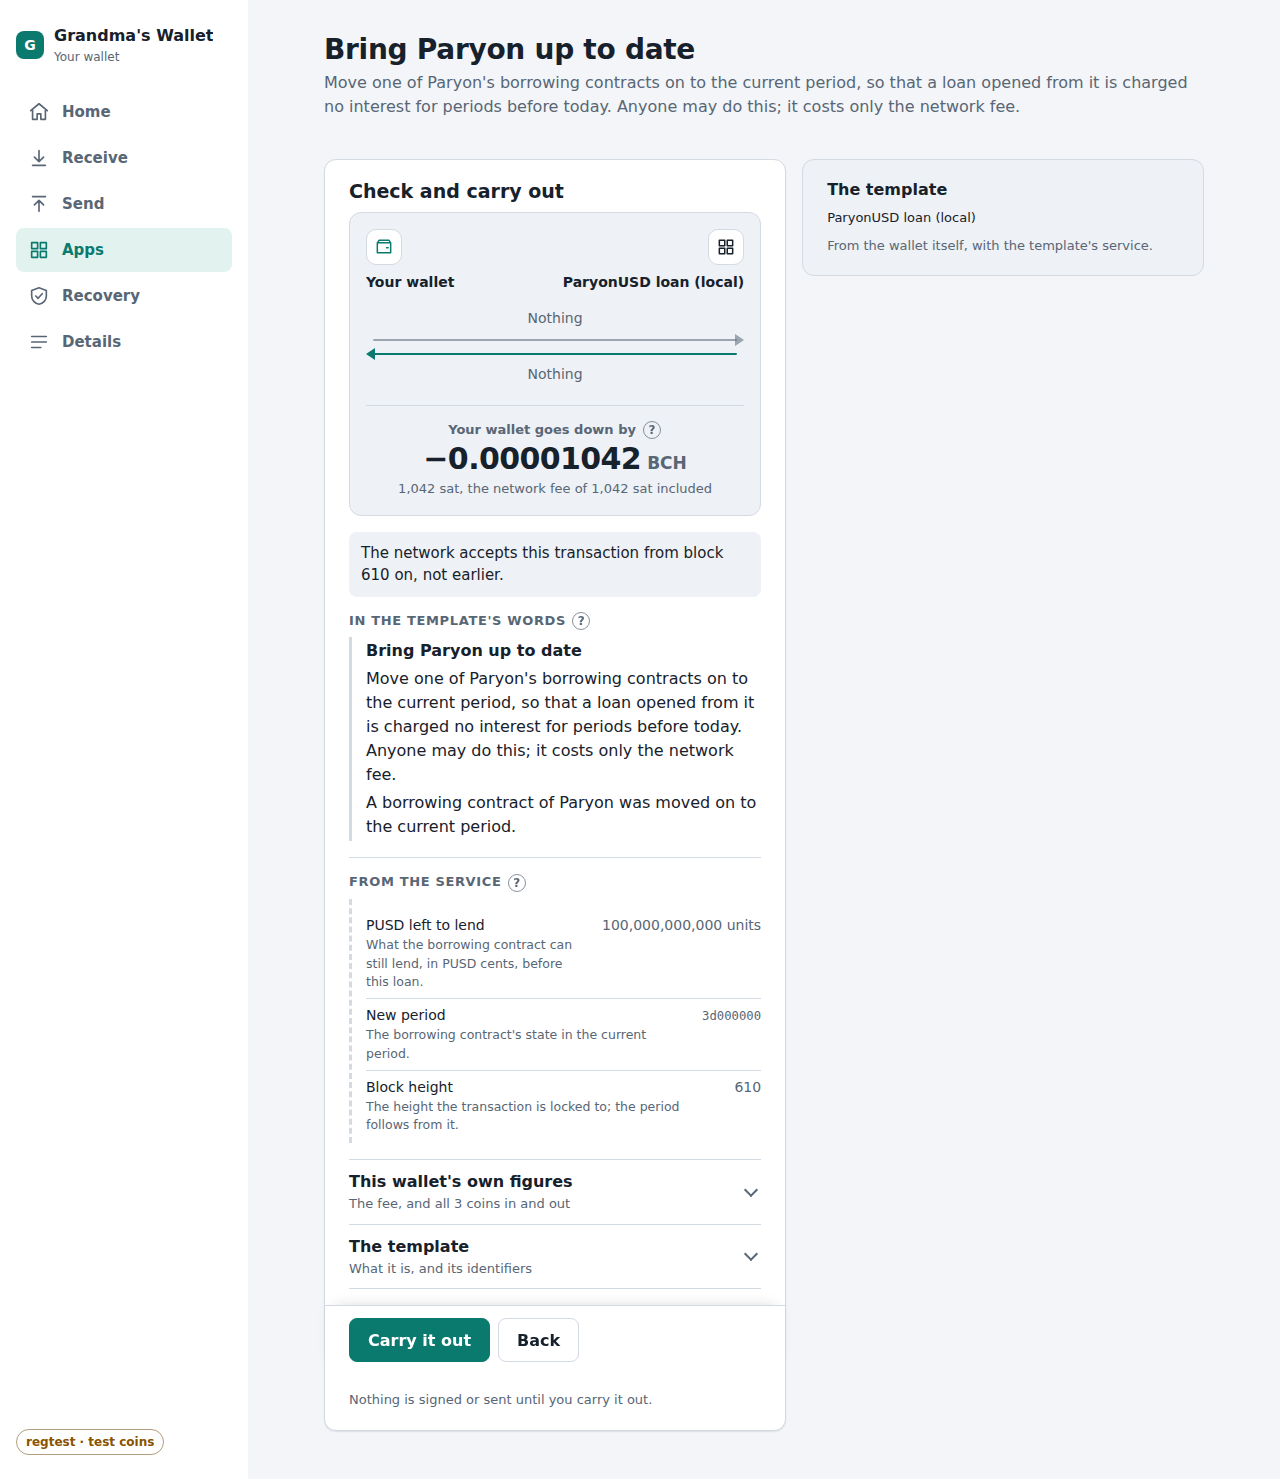 G
Grandma's Wallet
Your wallet
Home
Receive
Send
Apps
Recovery
Details
regtest · test coins
Bring Paryon up to date
Move one of Paryon's borrowing contracts on to the current period, so that a loan opened from it is charged
no interest for periods before today. Anyone may do this; it costs only the network fee.
Check and carry out
Your wallet
ParyonUSD loan (local)
Nothing
Nothing
Your wallet goes down by ?
−0.00001042 BCH
1,042 sat, the network fee of 1,042 sat included
The network accepts this transaction from block
610 on, not earlier.
IN THE TEMPLATE'S WORDS ?
Bring Paryon up to date
Move one of Paryon's borrowing contracts on to
the current period, so that a loan opened from it
is charged no interest for periods before today.
Anyone may do this; it costs only the network
fee.
A borrowing contract of Paryon was moved on to
the current period.
FROM THE SERVICE ?
PUSD left to lend
100,000,000,000 units
What the borrowing contract can
still lend, in PUSD cents, before
this loan.
New period
3d000000
The borrowing contract's state in the current
period.
Block height
610
The height the transaction is locked to; the period
follows from it.
This wallet's own figures
The fee, and all 3 coins in and out
The template
What it is, and its identifiers
Carry it out
Back
Nothing is signed or sent until you carry it out.
The template
ParyonUSD loan (local)
From the wallet itself, with the template's service.